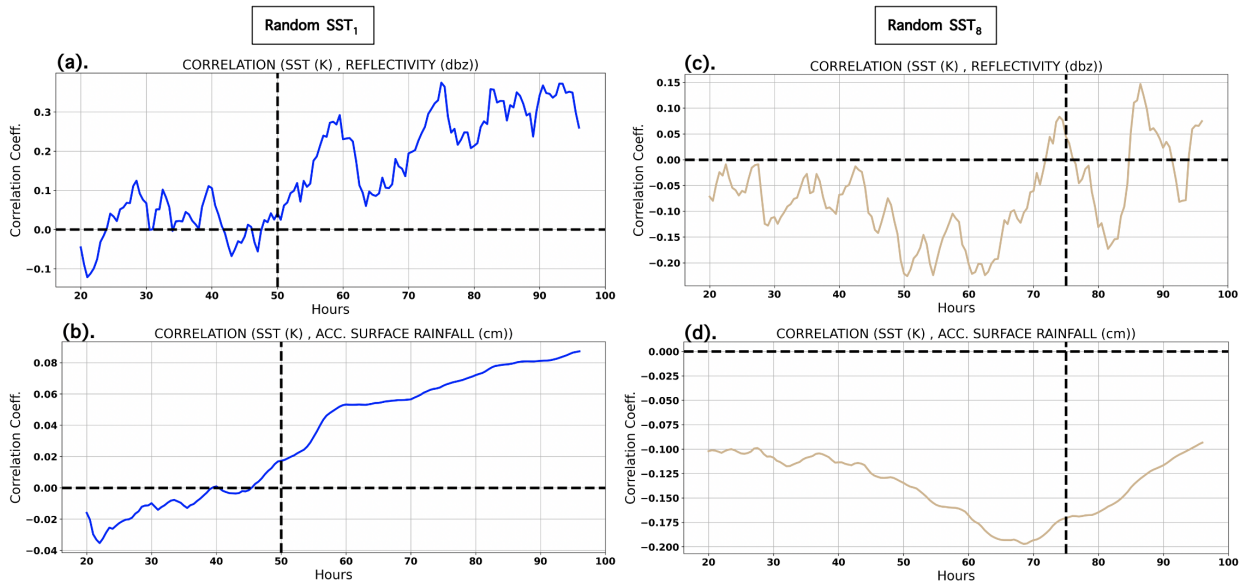 Random SST₁
Random SST₈
(a).
CORRELATION (SST (K) , REFLECTIVITY (dbz))
Correlation Coeff.
0.3
0.2
0.1
0.0
−0.1
20 30 40 50 60 70 80 90 100
Hours
(b).
CORRELATION (SST (K) , ACC. SURFACE RAINFALL (cm))
Correlation Coeff.
0.08
0.06
0.04
0.02
0.00
−0.02
−0.04
20 30 40 50 60 70 80 90 100
Hours
(c).
CORRELATION (SST (K) , REFLECTIVITY (dbz))
Correlation Coeff.
0.15
0.10
0.05
0.00
−0.05
−0.10
−0.15
−0.20
20 30 40 50 60 70 80 90 100
Hours
(d).
CORRELATION (SST (K) , ACC. SURFACE RAINFALL (cm))
Correlation Coeff.
0.000
−0.025
−0.050
−0.075
−0.100
−0.125
−0.150
−0.175
−0.200
20 30 40 50 60 70 80 90 100
Hours